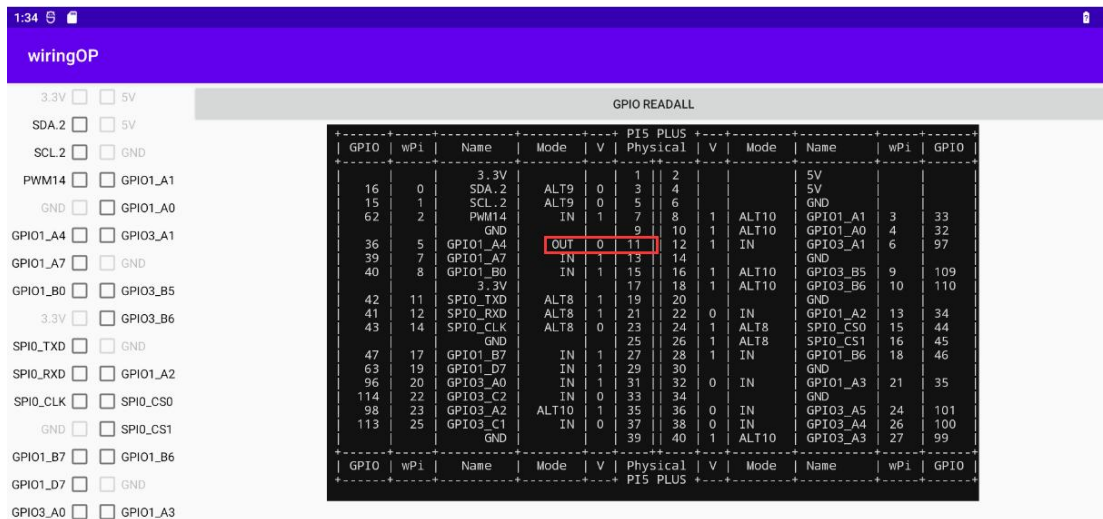 1:34
wiringOP
3.3V 5V
SDA.2 5V
SCL.2 GND
PWM14 GPIO1_A1
GND GPIO1_A0
GPIO1_A4 GPIO3_A1
GPIO1_A7 GND
GPIO1_B0 GPIO3_B5
3.3V GPIO3_B6
SPI0_TXD GND
SPI0_RXD GPIO1_A2
SPI0_CLK SPI0_CS0
GND SPI0_CS1
GPIO1_B7 GPIO1_B6
GPIO1_D7 GND
GPIO3_A0 GPIO1_A3
GPIO READALL
+------+-----+----------+--------+---+ PI5 PLUS +---+--------+----------+-----+------+
| GPIO | wPi | Name | Mode | V | Physical | V | Mode | Name | wPi | GPIO |
+------+-----+----------+--------+---+----++----+---+--------+----------+-----+------+
| | | 3.3V | | | 1 || 2 | | | 5V | | |
| 16 | 0 | SDA.2 | ALT9 | 0 | 3 || 4 | | | 5V | | |
| 15 | 1 | SCL.2 | ALT9 | 0 | 5 || 6 | | | GND | | |
| 62 | 2 | PWM14 | IN | 1 | 7 || 8 | 1 | ALT10 | GPIO1_A1 | 3 | 33 |
| | | GND | | | 9 || 10 | 1 | ALT10 | GPIO1_A0 | 4 | 32 |
| 36 | 5 | GPIO1_A4 | OUT | 0 | 11 || 12 | 1 | IN | GPIO3_A1 | 6 | 97 |
| 39 | 7 | GPIO1_A7 | IN | 1 | 13 || 14 | | | GND | | |
| 40 | 8 | GPIO1_B0 | IN | 1 | 15 || 16 | 1 | ALT10 | GPIO3_B5 | 9 | 109 |
| | | 3.3V | | | 17 || 18 | 1 | ALT10 | GPIO3_B6 | 10 | 110 |
| 42 | 11 | SPI0_TXD | ALT8 | 1 | 19 || 20 | | | GND | | |
| 41 | 12 | SPI0_RXD | ALT8 | 1 | 21 || 22 | 0 | IN | GPIO1_A2 | 13 | 34 |
| 43 | 14 | SPI0_CLK | ALT8 | 0 | 23 || 24 | 1 | ALT8 | SPI0_CS0 | 15 | 44 |
| | | GND | | | 25 || 26 | 1 | ALT8 | SPI0_CS1 | 16 | 45 |
| 47 | 17 | GPIO1_B7 | IN | 1 | 27 || 28 | 1 | IN | GPIO1_B6 | 18 | 46 |
| 63 | 19 | GPIO1_D7 | IN | 1 | 29 || 30 | | | GND | | |
| 96 | 20 | GPIO3_A0 | IN | 1 | 31 || 32 | 0 | IN | GPIO1_A3 | 21 | 35 |
| 114 | 22 | GPIO3_C2 | IN | 0 | 33 || 34 | | | GND | | |
| 98 | 23 | GPIO3_A2 | ALT10 | 1 | 35 || 36 | 0 | IN | GPIO3_A5 | 24 | 101 |
| 113 | 25 | GPIO3_C1 | IN | 0 | 37 || 38 | 0 | IN | GPIO3_A4 | 26 | 100 |
| | | GND | | | 39 || 40 | 1 | ALT10 | GPIO3_A3 | 27 | 99 |
+------+-----+----------+--------+---+----++----+---+--------+----------+-----+------+
| GPIO | wPi | Name | Mode | V | Physical | V | Mode | Name | wPi | GPIO |
+------+-----+----------+--------+---+ PI5 PLUS +---+--------+----------+-----+------+